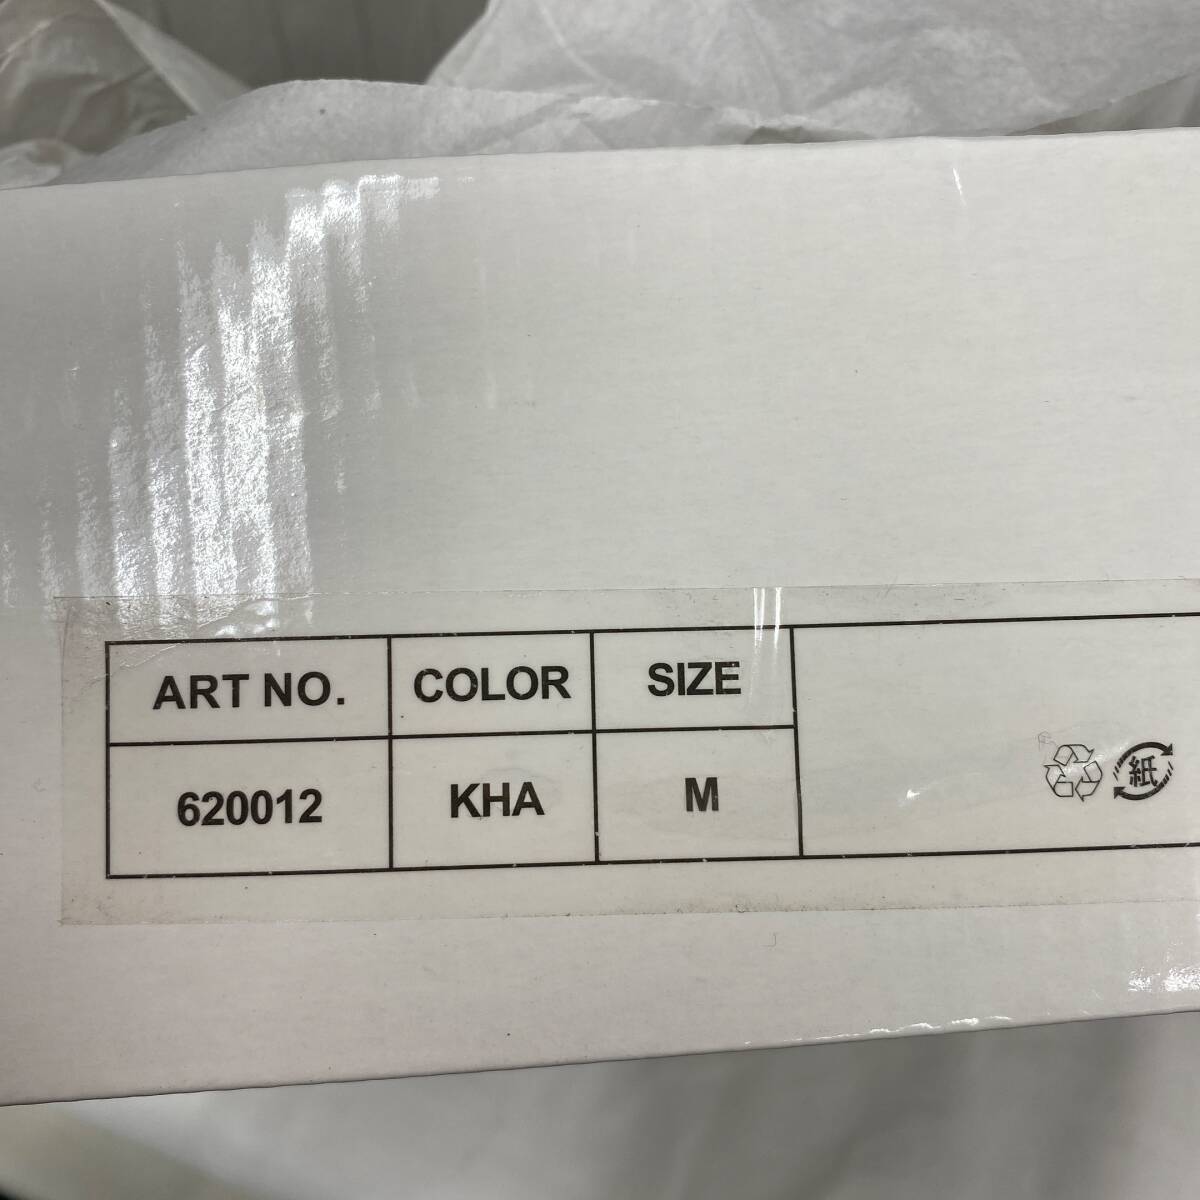 ART NO. COLOR SIZE
620012 KHA M
紙